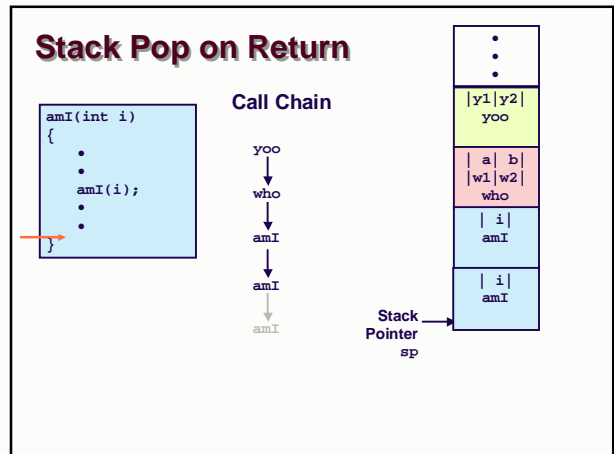 Stack Pop on Return
amI(int i)
{
•
•
amI(i);
•
•
}
Call Chain
yoo
who
amI
amI
amI
•
•
•
|y1|y2|
yoo
| a| b|
|w1|w2|
who
| i|
amI
| i|
amI
Stack
Pointer
sp